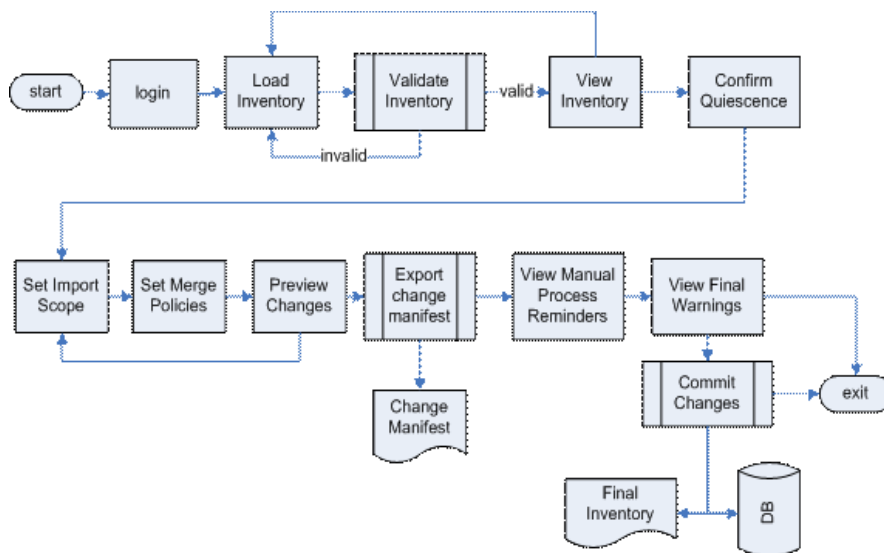 start
login
Load
Inventory
Validate
Inventory
valid
View
Inventory
Confirm
Quiescence
invalid
Set Import
Scope
Set Merge
Policies
Preview
Changes
Export
change
manifest
View Manual
Process
Reminders
View Final
Warnings
Change
Manifest
Commit
Changes
exit
Final
Inventory
DB